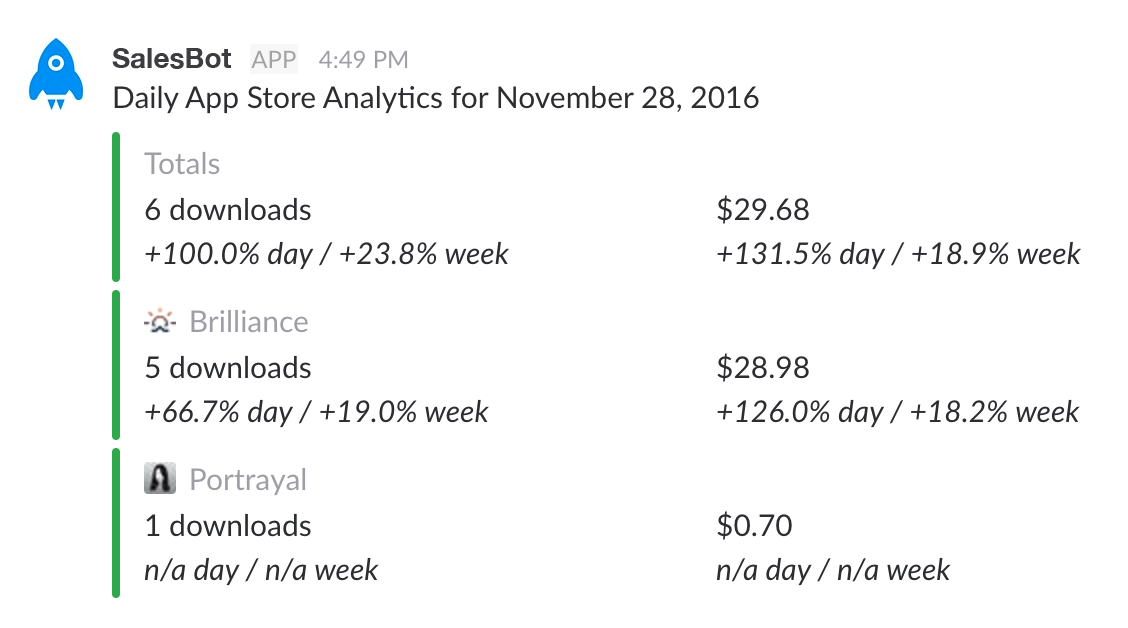 SalesBot APP 4:49 PM
Daily App Store Analytics for November 28, 2016
Totals
6 downloads $29.68
+100.0% day / +23.8% week +131.5% day / +18.9% week
Brilliance
5 downloads $28.98
+66.7% day / +19.0% week +126.0% day / +18.2% week
Portrayal
1 downloads $0.70
n/a day / n/a week n/a day / n/a week